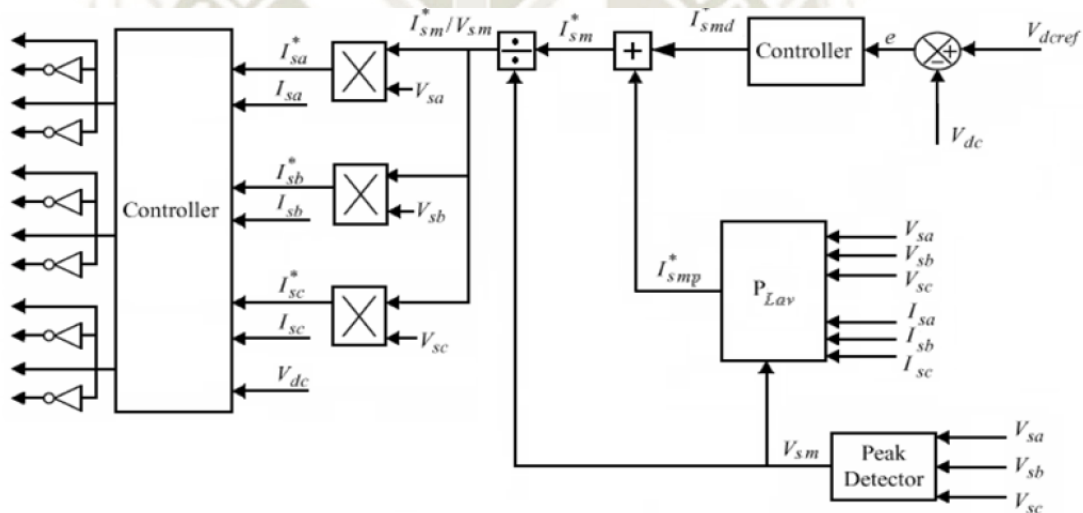 I*sm/Vsm
÷
I*sm
+
I*smd
Controller
e
+
−
Vdcref
Vdc
I*sa
Isa
Vsa
Controller
I*sb
Isb
Vsb
I*sc
Isc
Vsc
Vdc
I*smp
PLav
Vsa
Vsb
Vsc
Isa
Isb
Isc
Vsm
Peak
Detector
Vsa
Vsb
Vsc